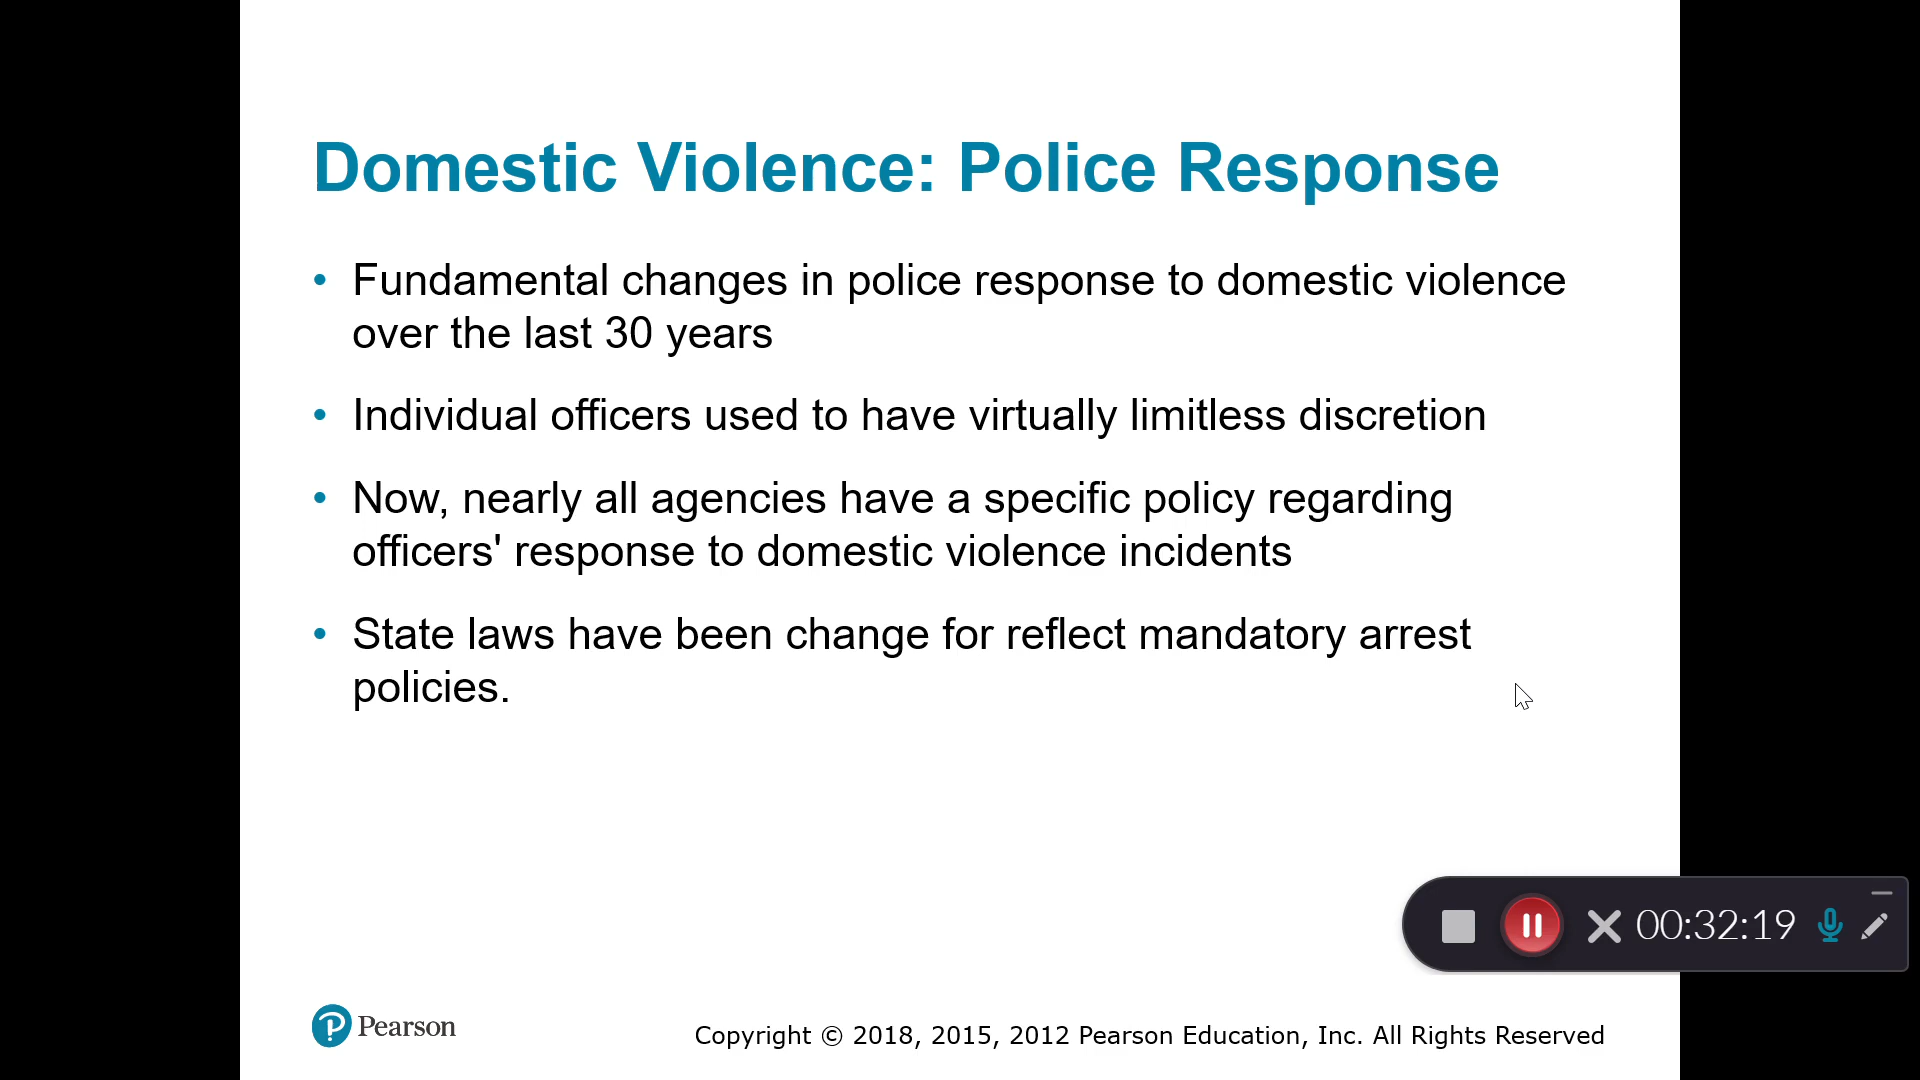 Domestic Violence: Police Response
• Fundamental changes in police response to domestic violence
over the last 30 years
• Individual officers used to have virtually limitless discretion
• Now, nearly all agencies have a specific policy regarding
officers' response to domestic violence incidents
• State laws have been change for reflect mandatory arrest
policies.
00:32:19
Pearson
Copyright © 2018, 2015, 2012 Pearson Education, Inc. All Rights Reserved